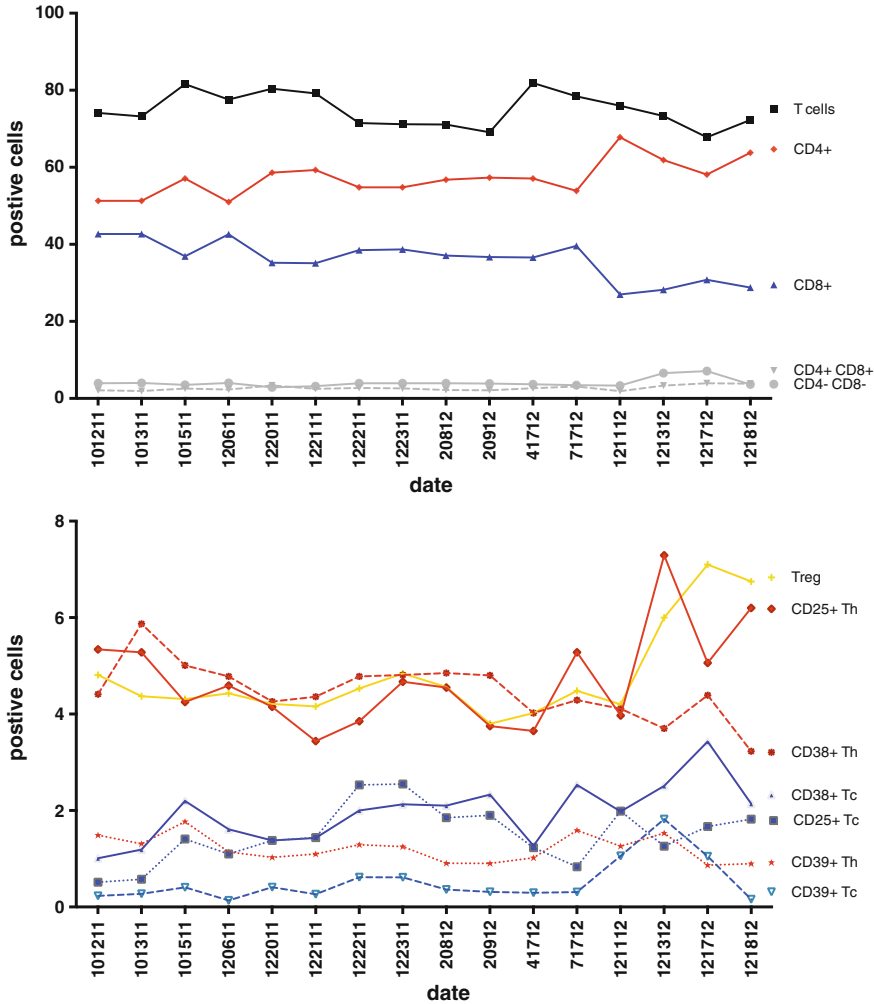 100
80
60
40
20
0
postive cells
T cells
CD4+
CD8+
CD4+ CD8+
CD4- CD8-
101211
101311
101511
120611
122011
122111
122211
122311
20812
20912
41712
71712
121112
121312
121712
121812
date
8
6
4
2
0
postive cells
Treg
CD25+ Th
CD38+ Th
CD38+ Tc
CD25+ Tc
CD39+ Th
CD39+ Tc
101211
101311
101511
120611
122011
122111
122211
122311
20812
20912
41712
71712
121112
121312
121712
121812
date